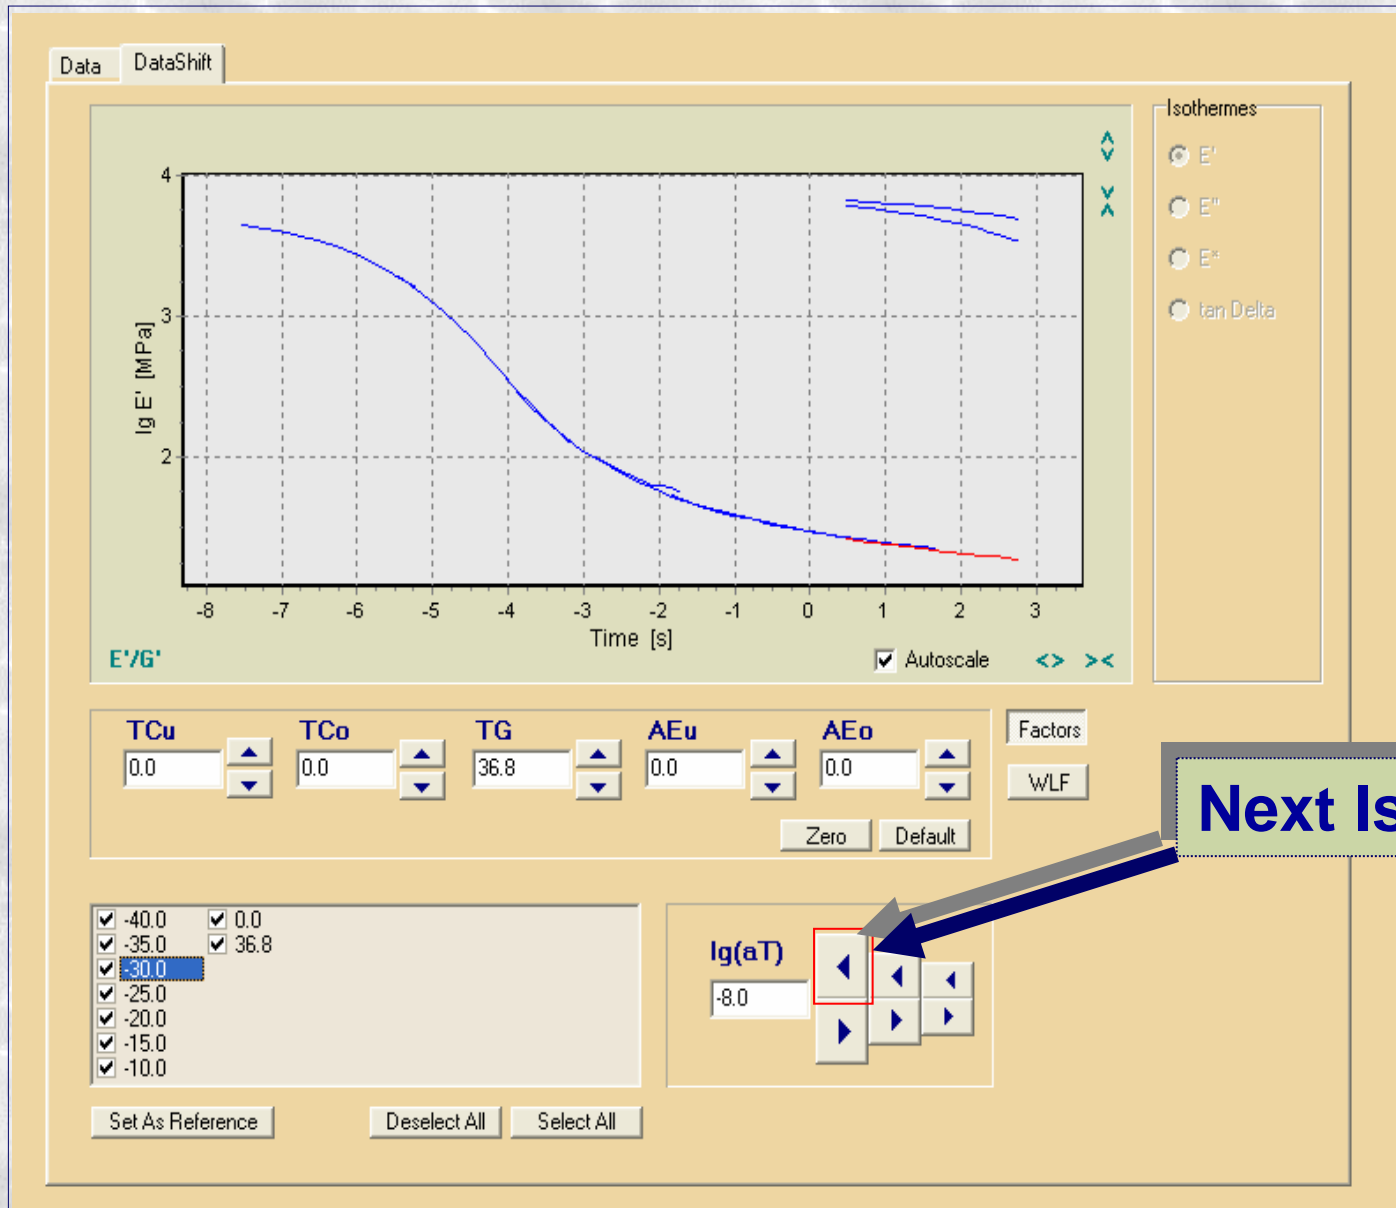 Data DataShift
Isothermes
E'
E"
E*
tan Delta
4
3
2
lg E' [MPa]
-8 -7 -6 -5 -4 -3 -2 -1 0 1 2 3
Time [s]
E'/G' Autoscale <> ><
TCu TCo TG AEu AEo
0.0 0.0 36.8 0.0 0.0
Factors
WLF
Zero Default
Next Is
-40.0 0.0
-35.0 36.8
-30.0
-25.0
-20.0
-15.0
-10.0
lg(aT)
-8.0
Set As Reference Deselect All Select All